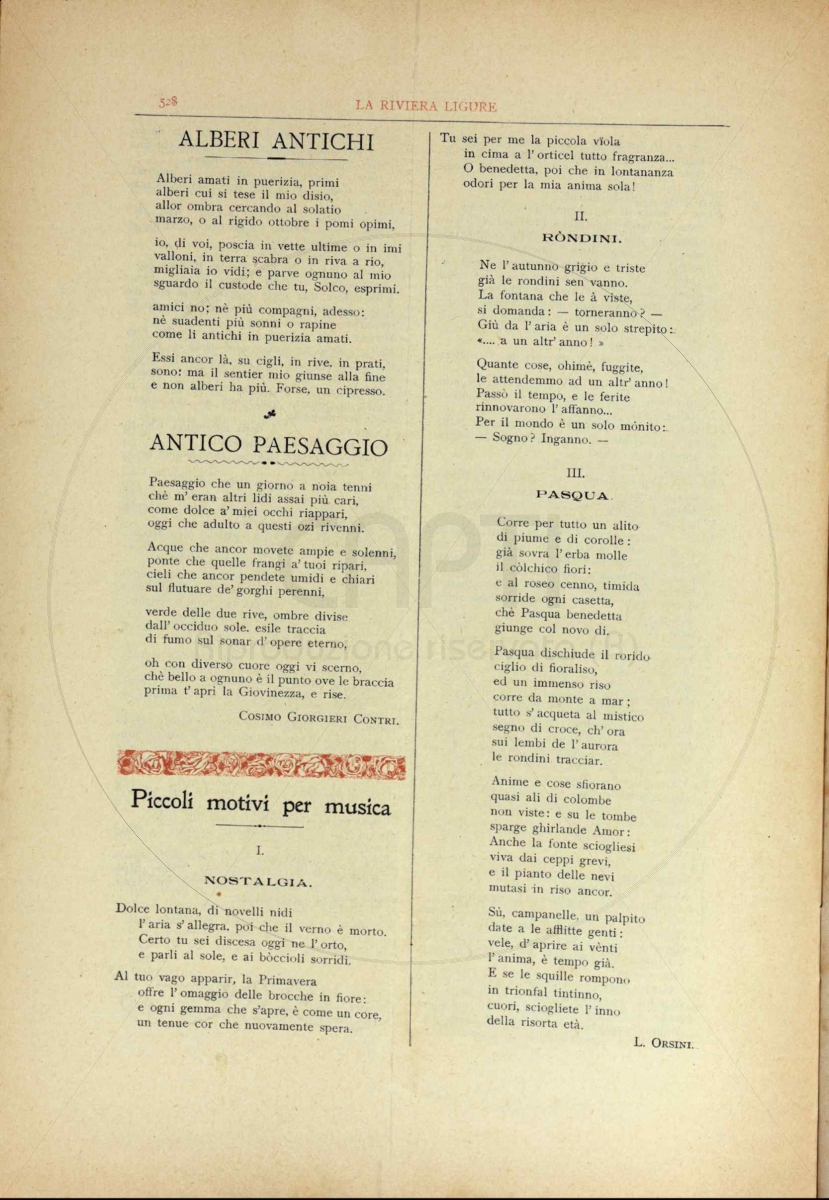 528
LA RIVIERA LIGURE
ALBERI ANTICHI
Alberi amati in puerizia, primi
alberi cui si tese il mio disio,
allor ombra cercando al solatio
marzo, o al rigido ottobre i pomi opimi,
io, di voi, poscia in vette ultime o in imi
valloni, in terra scabra o in riva a rio,
migliaia io vidi; e parve ognuno al mio
sguardo il custode che tu, Solco, esprimi.
amici no; nè più compagni, adesso:
nè suadenti più sonni o rapine
come li antichi in puerizia amati.
Essi ancor là, su cigli, in rive, in prati,
sono: ma il sentier mio giunse alla fine
e non alberi ha più. Forse, un cipresso.
ANTICO PAESAGGIO
Paesaggio che un giorno a noia tenni
chè m' eran altri lidi assai più cari,
come dolce a' miei occhi riappari,
oggi che adulto a questi ozi rivenni.
Acque che ancor movete ampie e solenni,
ponte che quelle frangi a' tuoi ripari,
cieli che ancor pendete umidi e chiari
sul flutuare de' gorghi perenni,
verde delle due rive, ombre divise
dall' occiduo sole, esile traccia
di fumo sul sonar d' opere eterno,
oh con diverso cuore oggi vi scerno,
chè bello a ognuno è il punto ove le braccia
prima t' aprì la Giovinezza, e rise.
COSIMO GIORGIERI CONTRI.
Piccoli motivi per musica
I.
NOSTALGIA.
Dolce lontana, di novelli nidi
l' aria s' allegra, poi che il verno è morto.
Certo tu sei discesa oggi ne l' orto,
e parli al sole, e ai bòccioli sorridi.
Al tuo vago apparir, la Primavera
offre l' omaggio delle brocche in fiore:
e ogni gemma che s'apre, è come un core,
un tenue cor che nuovamente spera.
Tu sei per me la piccola vïola
in cima a l' orticel tutto fragranza...
O benedetta, poi che in lontananza
odori per la mia anima sola!
II.
RÒNDINI.
Ne l' autunno grigio e triste
già le rondini sen vanno.
La fontana che le à viste,
si domanda: — torneranno? —
Giù da l' aria è un solo strepito:
«.... a un altr' anno! »
Quante cose, ohimè, fuggite,
le attendemmo ad un altr' anno!
Passò il tempo, e le ferite
rinnovarono l' affanno...
Per il mondo è un solo mónito:
— Sogno? Inganno. —
III.
PASQUA.
Corre per tutto un alito
di piume e di corolle:
già sovra l' erba molle
il còlchico fiorì:
e al roseo cenno, timida
sorride ogni casetta,
chè Pasqua benedetta
giunge col novo dì.
Pasqua dischiude il rorido
ciglio di fioraliso,
ed un immenso riso
corre da monte a mar;
tutto s' acqueta al mistico
segno di croce, ch' ora
sui lembi de l' aurora
le rondini tracciar.
Anime e cose sfiorano
quasi ali di colombe
non viste: e su le tombe
sparge ghirlande Amor:
Anche la fonte sciogliesi
viva dai ceppi grevi,
e il pianto delle nevi
mutasi in riso ancor.
Sù, campanelle, un palpito
date a le afflitte genti:
vele, d' aprire ai vènti
l' anima, è tempo già.
E se le squille rompono
in trionfal tintinno,
cuori, sciogliete l' inno
della risorta età.
L. ORSINI.